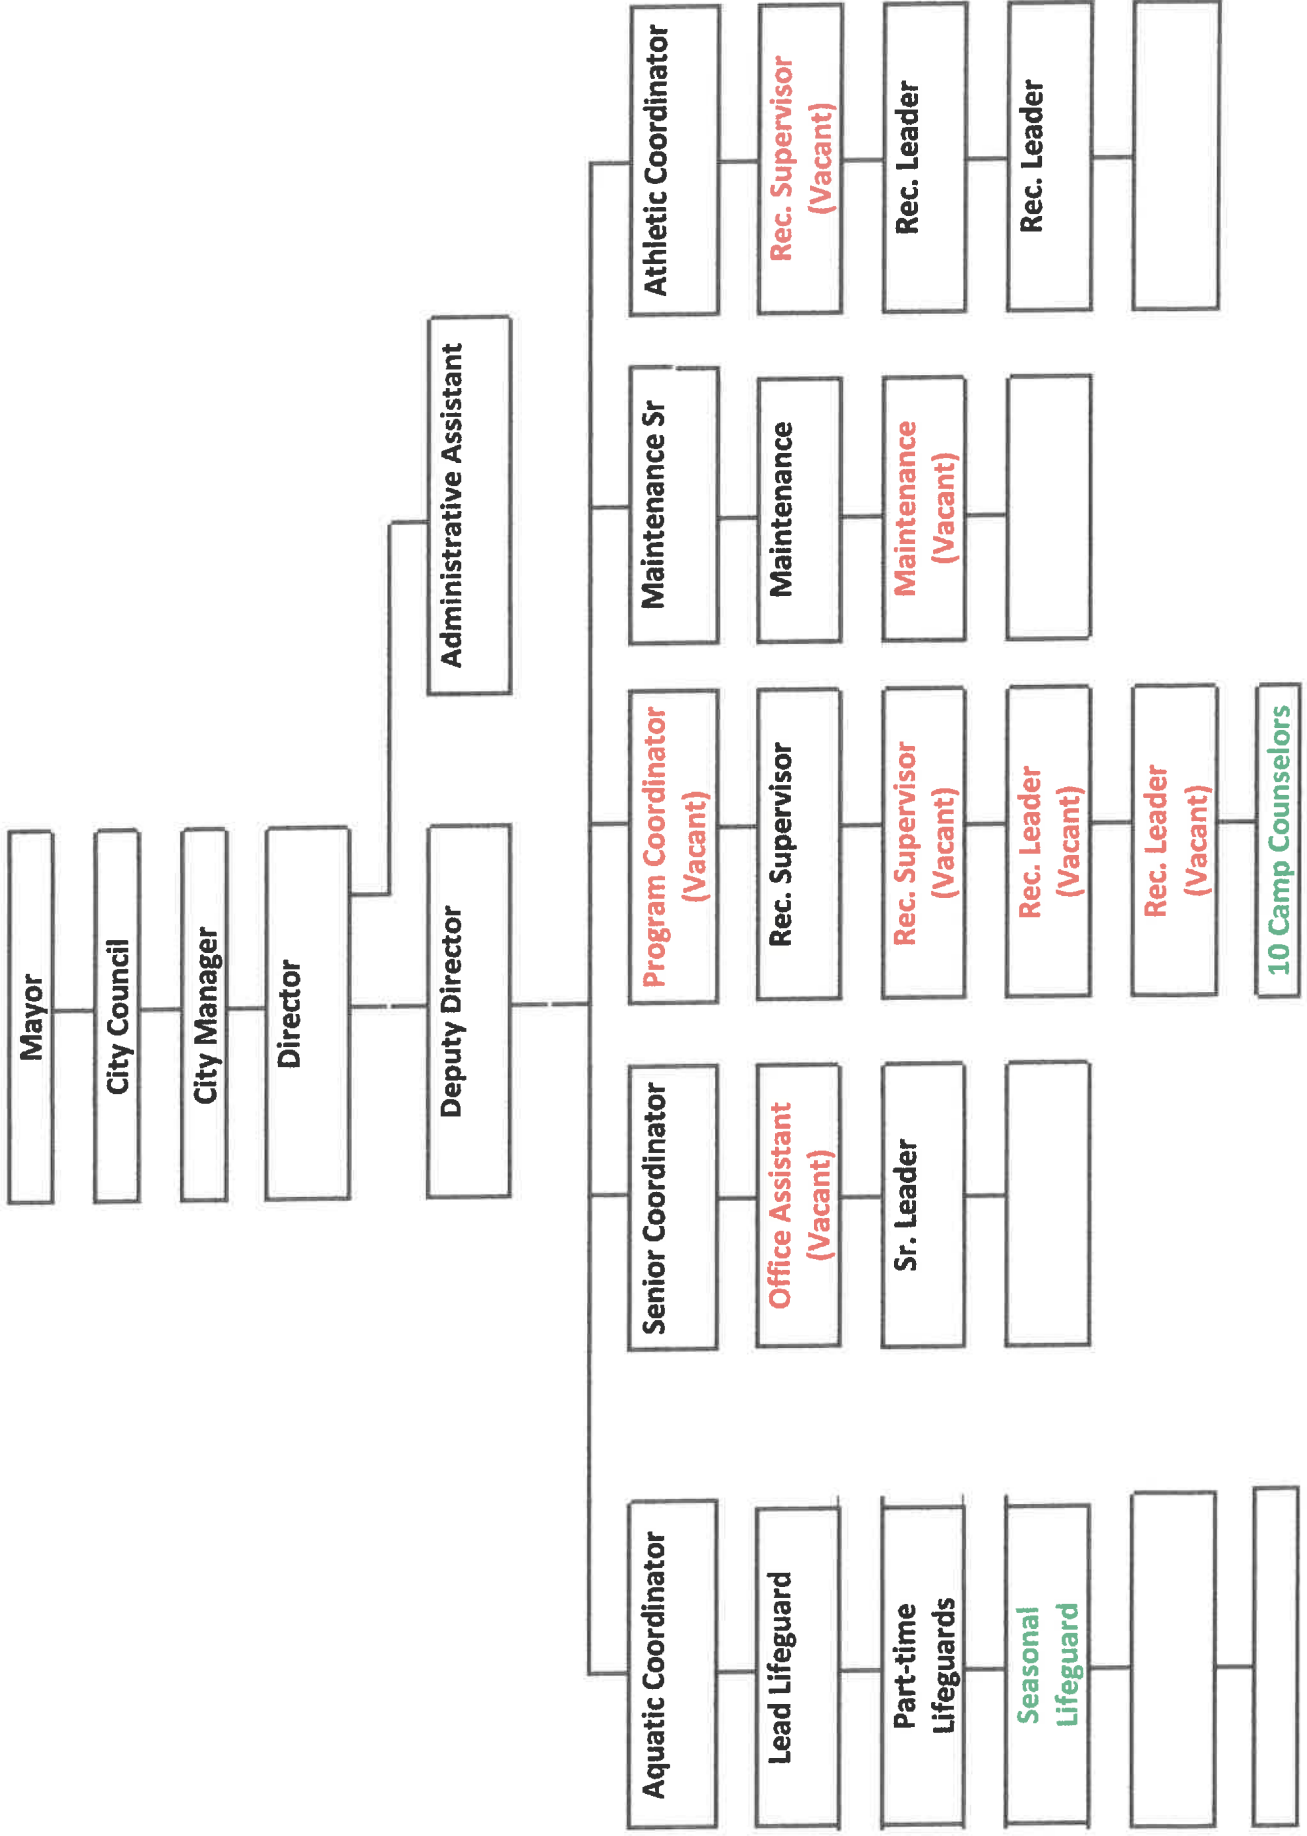 Mayor
City Council
City Manager
Director
Deputy Director
Administrative Assistant
Aquatic Coordinator
Lead Lifeguard
Part-time
Lifeguards
Seasonal
Lifeguard
Senior Coordinator
Office Assistant
(Vacant)
Sr. Leader
Program Coordinator
(Vacant)
Rec. Supervisor
Rec. Supervisor
(Vacant)
Rec. Leader
(Vacant)
Rec. Leader
(Vacant)
10 Camp Counselors
Maintenance Sr
Maintenance
Maintenance
(Vacant)
Athletic Coordinator
Rec. Supervisor
(Vacant)
Rec. Leader
Rec. Leader